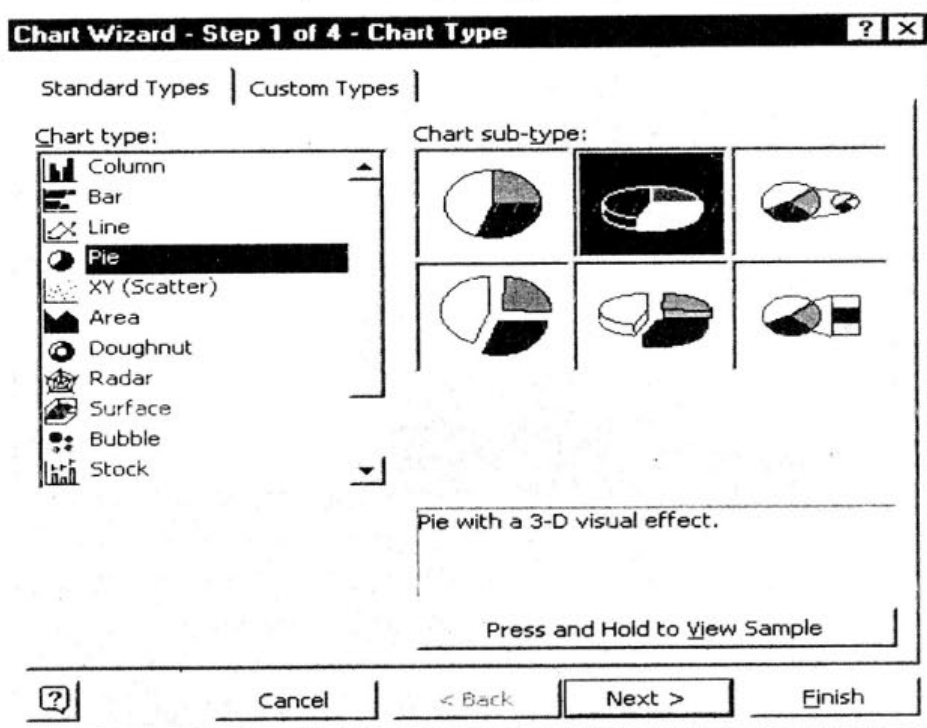 Chart Wizard - Step 1 of 4 - Chart Type
Standard Types
Custom Types
Chart type:
Column
Bar
Line
Pie
XY (Scatter)
Area
Doughnut
Radar
Surface
Bubble
Stock
Chart sub-type:
Pie with a 3-D visual effect.
Press and Hold to View Sample
Cancel
< Back
Next >
Finish